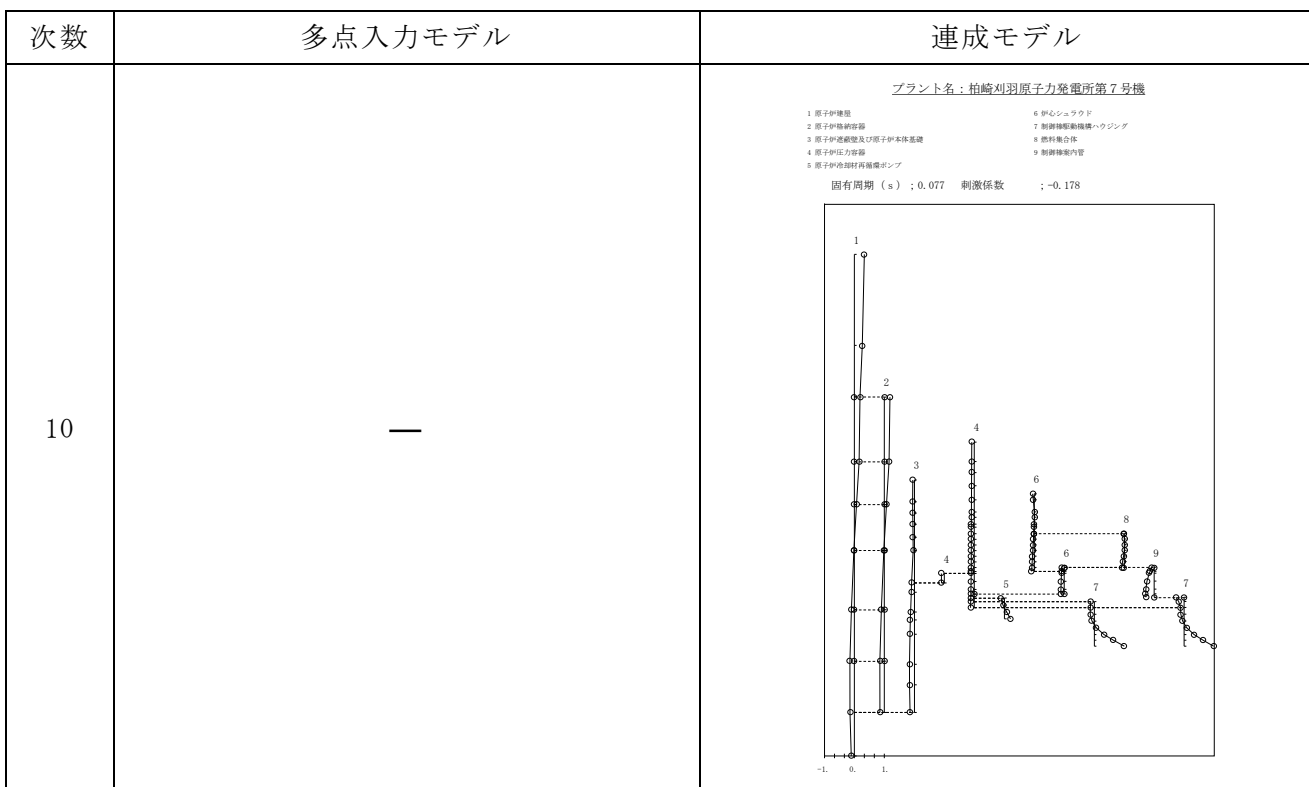 次数 多点入力モデル 連成モデル
10 ―
プラント名：柏崎刈羽原子力発電所第７号機
1 原子炉建屋 6 炉心シュラウド
2 原子炉格納容器 7 制御棒駆動機構ハウジング
3 原子炉遮蔽壁及び原子炉本体基礎 8 燃料集合体
4 原子炉圧力容器 9 制御棒案内管
5 原子炉冷却材再循環ポンプ
固有周期（ｓ）；0.077 刺激係数 ；-0.178
1
2
4
3
6
8
4
6
9
5
7
7
-1. 0. 1.